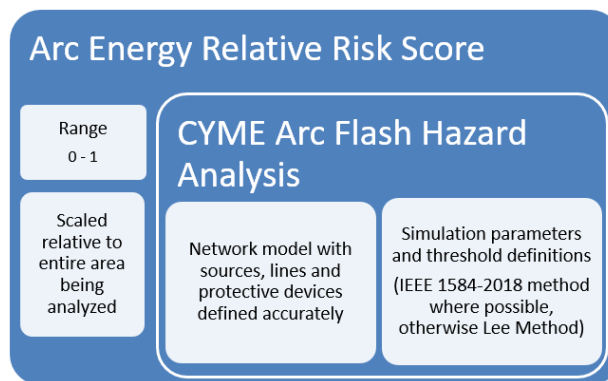 Arc Energy Relative Risk Score
Range
0 - 1
Scaled
relative to
entire area
being
analyzed
CYME Arc Flash Hazard
Analysis
Network model with
sources, lines and
protective devices
defined accurately
Simulation parameters
and threshold definitions
(IEEE 1584-2018 method
where possible,
otherwise Lee Method)